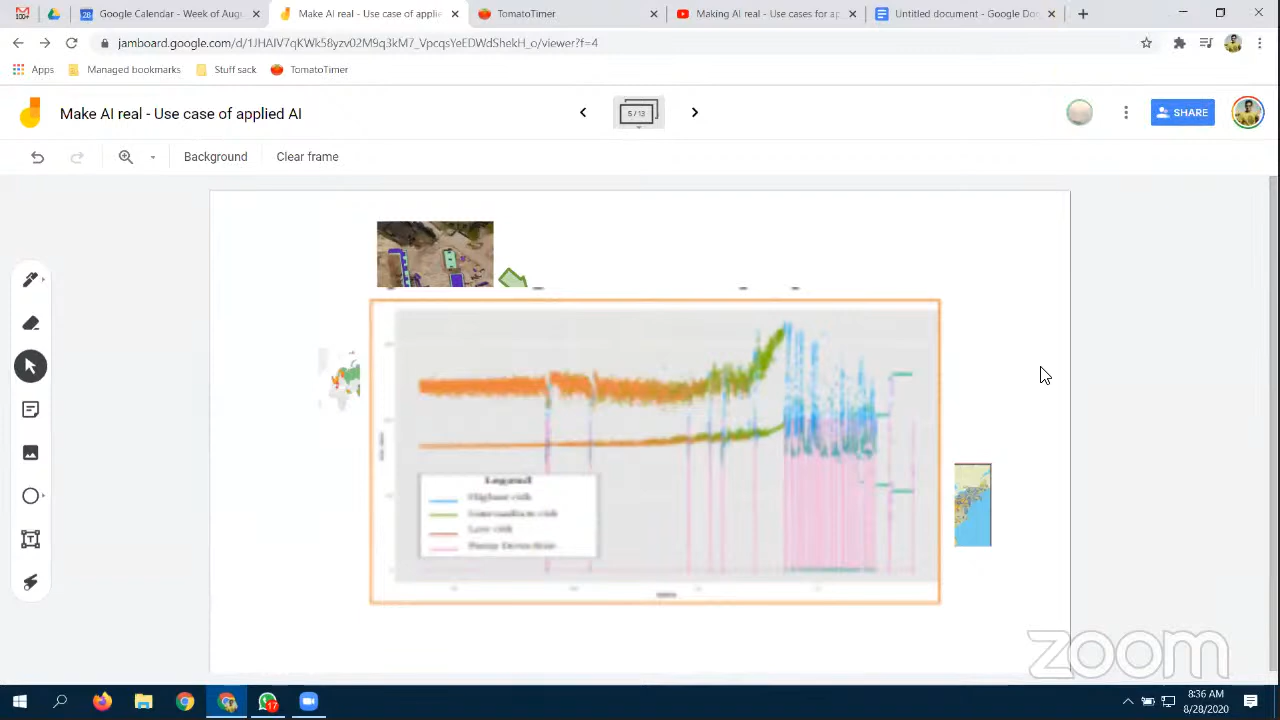 Google Calendar - Week of Aug
Make AI real - Use case of applie
TomatoTimer
Making AI real - Use cases for ap
Untitled document - Google Do
jamboard.google.com/d/1JHAIV7qKWk58yzv02M9q3kM7_VpcqsYeEDWdShekH_o/viewer?f=4
Apps
Managed bookmarks
Stuff sack
TomatoTimer
Make AI real - Use case of applied AI
5 / 13
SHARE
Background
Clear frame
Legend
Low risk
zoom
17
8:36 AM
8/28/2020